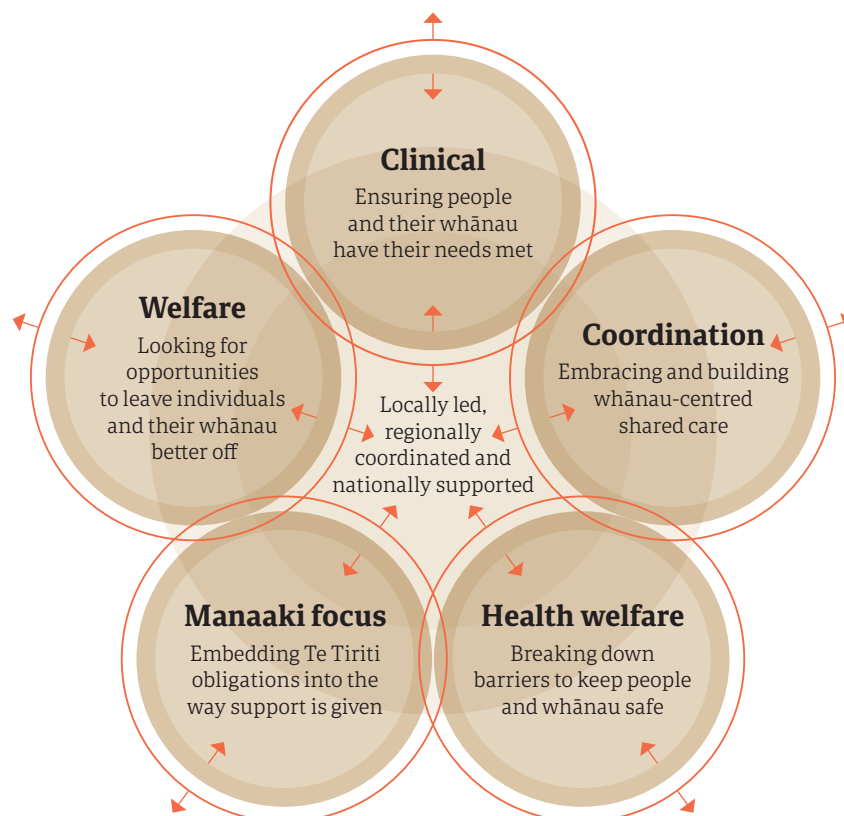 Clinical
Ensuring people
and their whānau
have their needs met
Welfare
Looking for
opportunities
to leave individuals
and their whānau
better off
Coordination
Embracing and building
whānau-centred
shared care
Locally led,
regionally
coordinated and
nationally supported
Manaaki focus
Embedding Te Tiriti
obligations into the
way support is given
Health welfare
Breaking down
barriers to keep people
and whānau safe